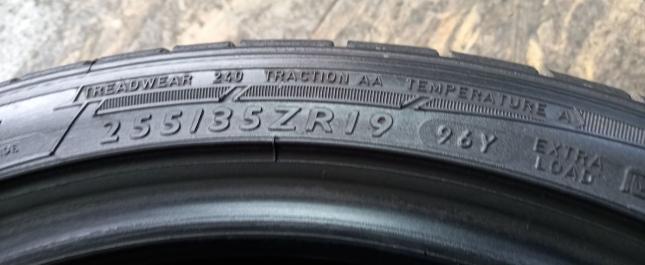 TREADWEAR 240 TRACTION AA TEMPERATURE A
255/35ZR19 96Y EXTRA
LOAD